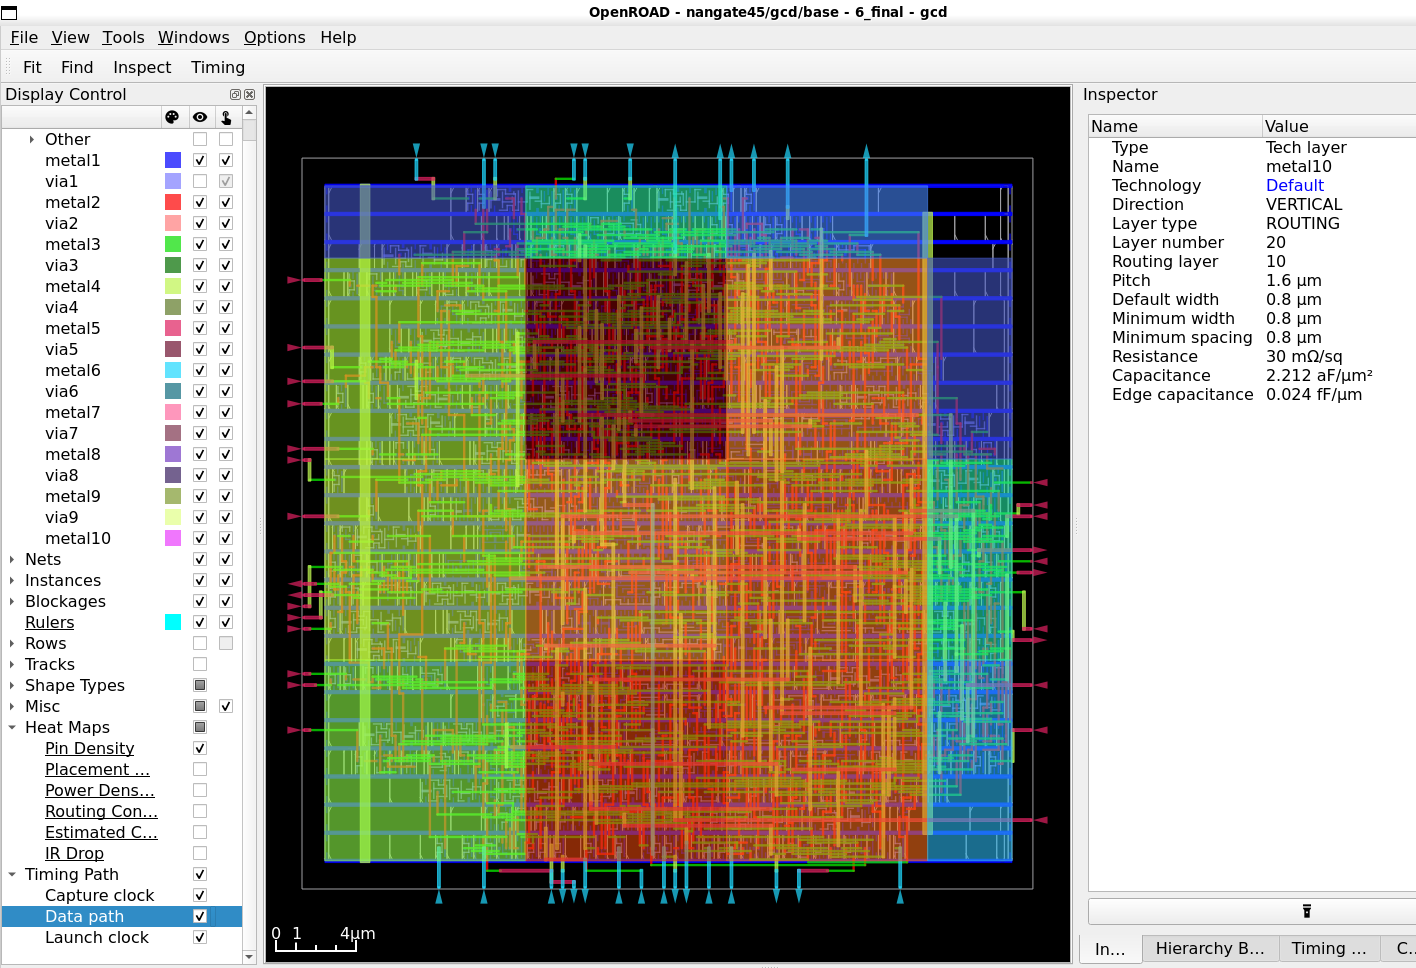 OpenROAD - nangate45/gcd/base - 6_final - gcd
File View Tools Windows Options Help
Fit Find Inspect Timing
Display Control
Other
metal1
via1
metal2
via2
metal3
via3
metal4
via4
metal5
via5
metal6
via6
metal7
via7
metal8
via8
metal9
via9
metal10
Nets
Instances
Blockages
Rulers
Rows
Tracks
Shape Types
Misc
Heat Maps
Pin Density
Placement ...
Power Dens...
Routing Con...
Estimated C...
IR Drop
Timing Path
Capture clock
Data path
Launch clock
0 1 4μm
Inspector
Name Value
Type Tech layer
Name metal10
Technology Default
Direction VERTICAL
Layer type ROUTING
Layer number 20
Routing layer 10
Pitch 1.6 μm
Default width 0.8 μm
Minimum width 0.8 μm
Minimum spacing 0.8 μm
Resistance 30 mΩ/sq
Capacitance 2.212 aF/μm²
Edge capacitance 0.024 fF/μm
In... Hierarchy B... Timing ... C...